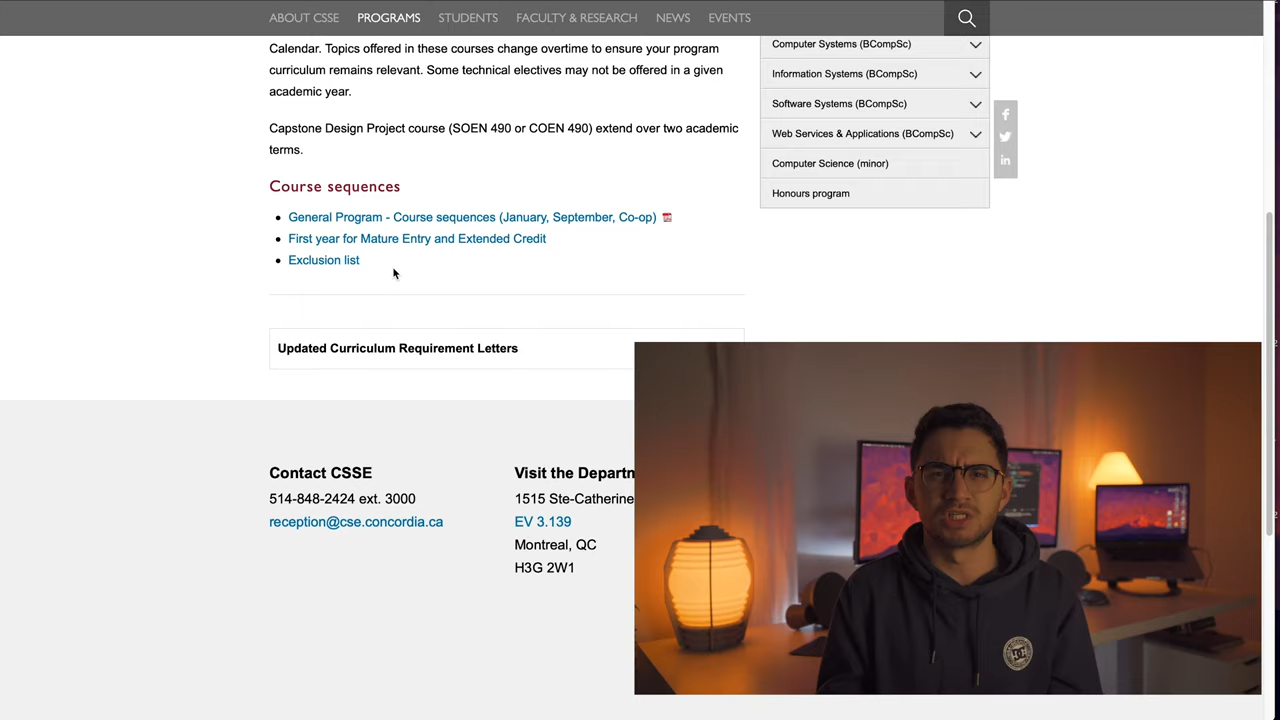 ABOUT CSSE PROGRAMS STUDENTS FACULTY & RESEARCH NEWS EVENTS
Calendar. Topics offered in these courses change overtime to ensure your program
curriculum remains relevant. Some technical electives may not be offered in a given
academic year.
Capstone Design Project course (SOEN 490 or COEN 490) extend over two academic
terms.
Course sequences
General Program - Course sequences (January, September, Co-op)
First year for Mature Entry and Extended Credit
Exclusion list
Updated Curriculum Requirement Letters
Computer Systems (BCompSc)
Information Systems (BCompSc)
Software Systems (BCompSc)
Web Services & Applications (BCompSc)
Computer Science (minor)
Honours program
Contact CSSE
514-848-2424 ext. 3000
reception@cse.concordia.ca
Visit the Departn
1515 Ste-Catherine
EV 3.139
Montreal, QC
H3G 2W1